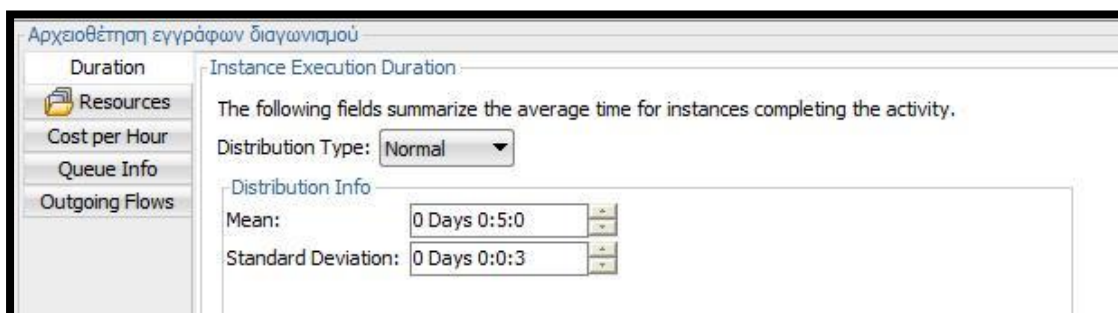 Αρχειοθέτηση εγγράφων διαγωνισμού
Duration
Resources
Cost per Hour
Queue Info
Outgoing Flows
Instance Execution Duration
The following fields summarize the average time for instances completing the activity.
Distribution Type: Normal
Distribution Info
Mean: 0 Days 0:5:0
Standard Deviation: 0 Days 0:0:3